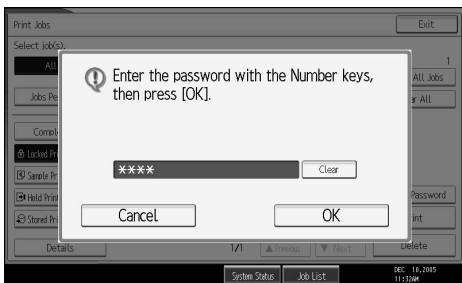 Print Jobs
Exit
Select job(s).
All
1
All Jobs
Enter the password with the Number keys,
then press [OK].
Jobs Pe
ar All
Compl
Locked Pr
****
Clear
Sample Pr
Hold Print
Password
Stored Pri
Cancel
OK
int
Details
1/1
Previous
Next
Delete
System Status
Job List
DEC 10,2005
11:32AM